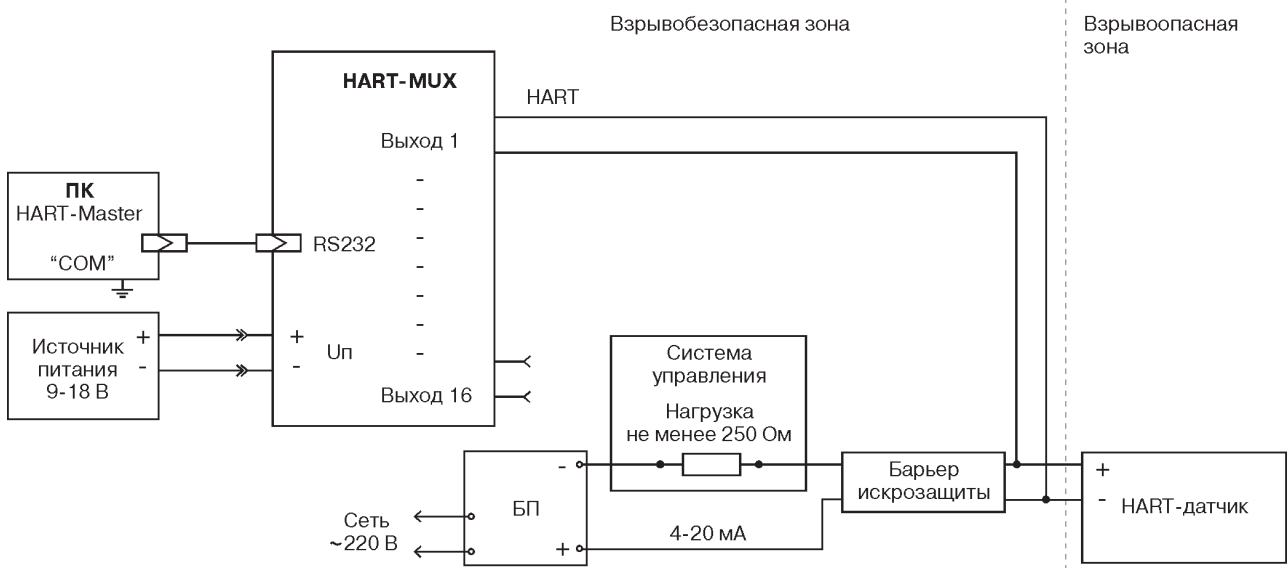 Взрывобезопасная зона
Взрывоопасная
зона
HART-MUX
HART
Выход 1
-
-
-
-
-
-
-
Выход 16
ПК
HART-Master
"COM"
RS232
Источник
питания
9-18 В
+
-
+
-
Uп
Система
управления
Нагрузка
не менее 250 Ом
Барьер
искрозащиты
+
-
HART-датчик
Сеть
~220 В
БП
-
+
4-20 мА